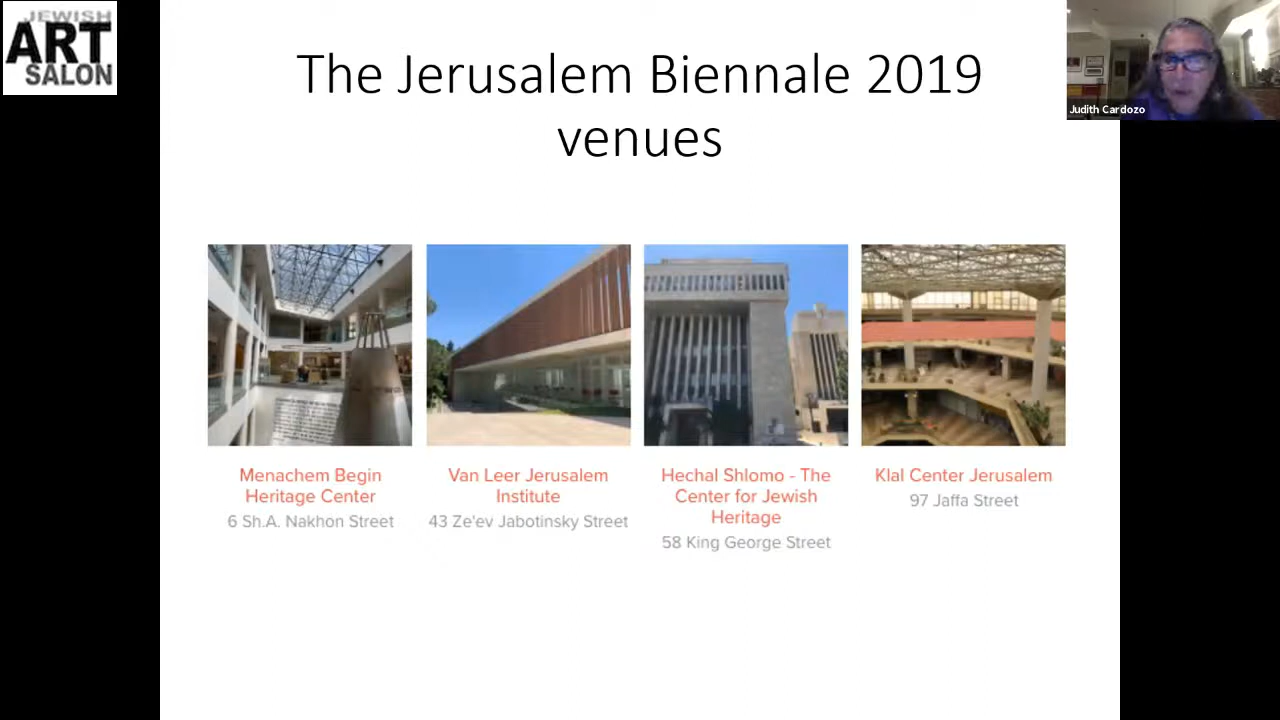 JEWISH
ART
SALON
The Jerusalem Biennale 2019
venues
Judith Cardozo
Menachem Begin
Heritage Center
6 Sh.A. Nakhon Street
Van Leer Jerusalem
Institute
43 Ze'ev Jabotinsky Street
Hechal Shlomo - The
Center for Jewish
Heritage
58 King George Street
Klal Center Jerusalem
97 Jaffa Street